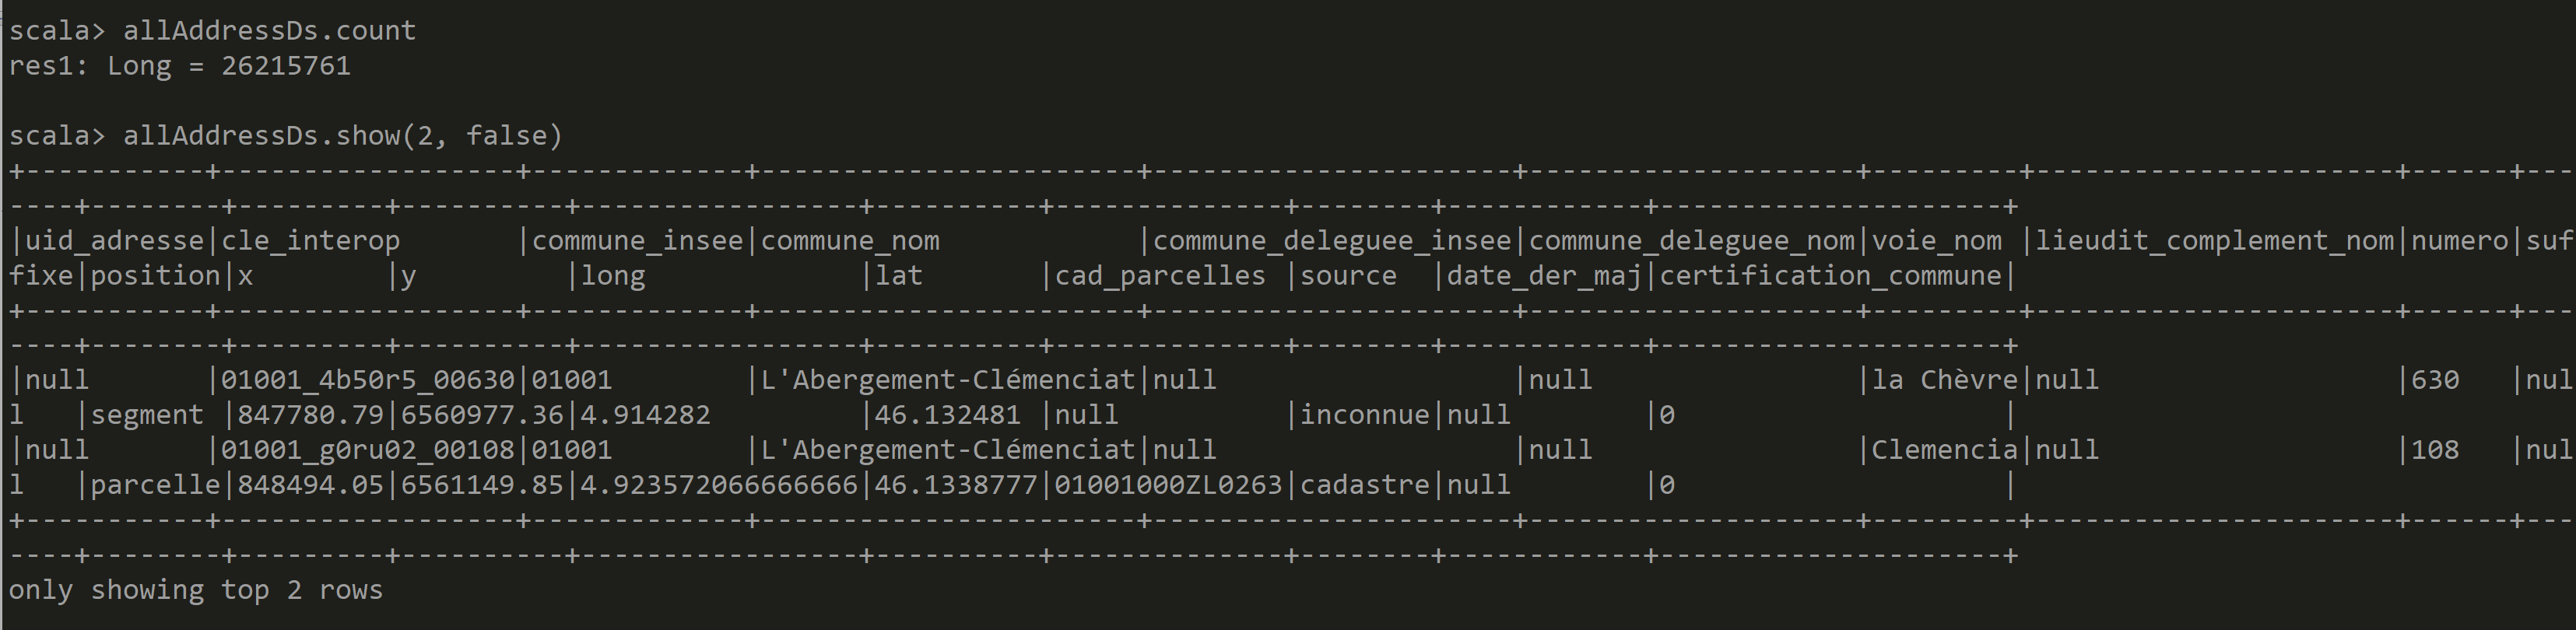 scala> allAddressDs.count
res1: Long = 26215761
scala> allAddressDs.show(2, false)
+-----------+-----------------+-------------+----------------------+---------------------+-------------------+---------+---------------------+------+---
----+--------+---------+----------+----------------+----------+--------------+--------+------------+---------------------+
|uid_adresse|cle_interop      |commune_insee|commune_nom           |commune_deleguee_insee|commune_deleguee_nom|voie_nom |lieudit_complement_nom|numero|suf
fixe|position|x        |y         |long            |lat       |cad_parcelles |source  |date_der_maj|certification_commune|
+-----------+-----------------+-------------+----------------------+---------------------+-------------------+---------+---------------------+------+---
----+--------+---------+----------+----------------+----------+--------------+--------+------------+---------------------+
|null       |01001_4b50r5_00630|01001        |L'Abergement-Clémenciat|null                  |null                |la Chèvre|null                  |630   |nul
l   |segment |847780.79|6560977.36|4.914282         |46.132481 |null          |inconnue|null        |0                    |
|null       |01001_g0ru02_00108|01001        |L'Abergement-Clémenciat|null                  |null                |Clemencia|null                  |108   |nul
l   |parcelle|848494.05|6561149.85|4.923572066666666|46.1338777|01001000ZL0263|cadastre|null        |0                    |
+-----------+-----------------+-------------+----------------------+---------------------+-------------------+---------+---------------------+------+---
----+--------+---------+----------+----------------+----------+--------------+--------+------------+---------------------+
only showing top 2 rows